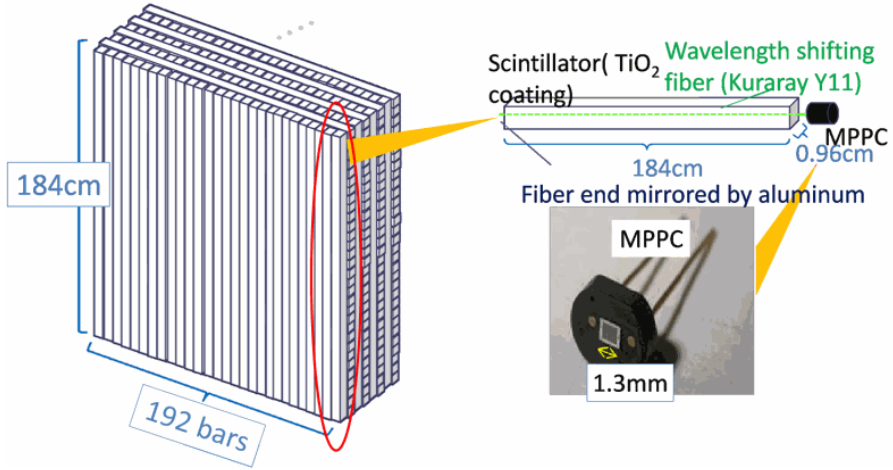 184cm
192 bars
Scintillator( TiO₂
coating)
Wavelength shifting
fiber (Kuraray Y11)
MPPC
0.96cm
184cm
Fiber end mirrored by aluminum
MPPC
1.3mm